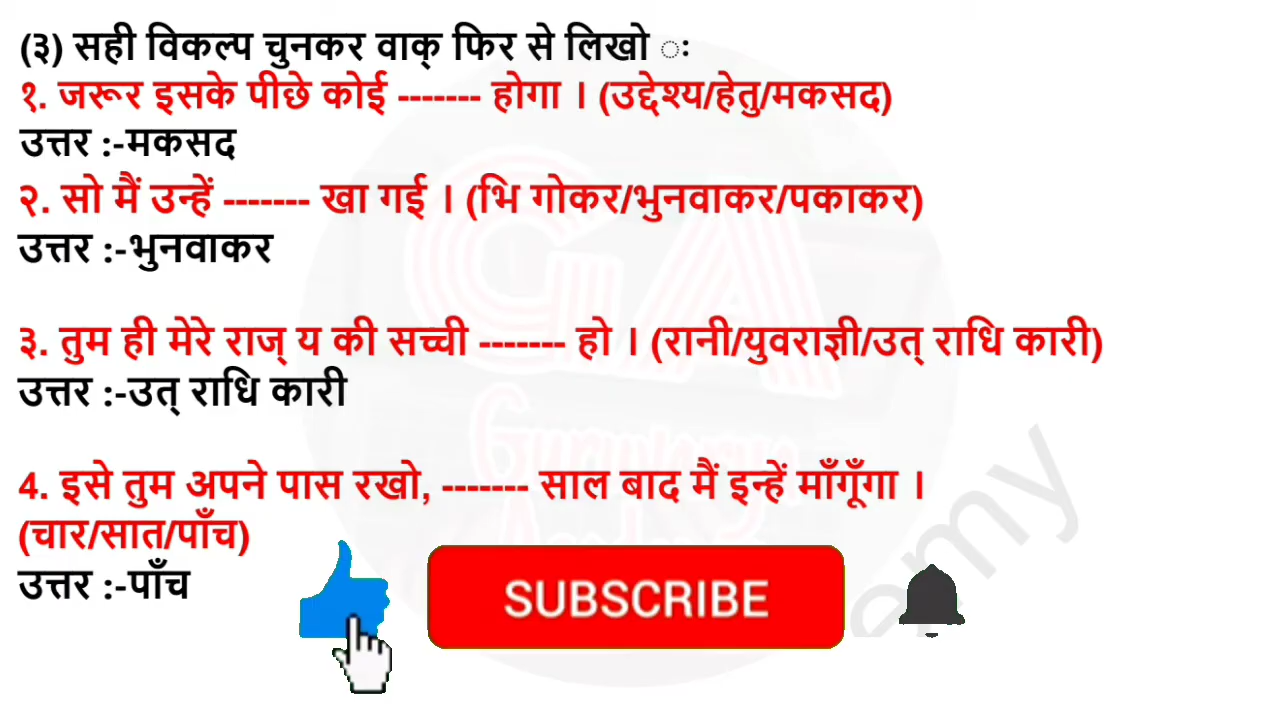 (३) सही विकल्प चुनकर वाक् फिर से लिखो ः
१. जरूर इसके पीछे कोई ------- होगा । (उद्देश्य/हेतु/मकसद)
उत्तर :-मकसद
२. सो मैं उन्हें ------- खा गई । (भि गोकर/भुनवाकर/पकाकर)
उत्तर :-भुनवाकर
३. तुम ही मेरे राज् य की सच्ची ------- हो । (रानी/युवराज्ञी/उत् राधि कारी)
उत्तर :-उत् राधि कारी
4. इसे तुम अपने पास रखो, ------- साल बाद मैं इन्हें माँगूँगा ।
(चार/सात/पाँच)
उत्तर :-पाँच
SUBSCRIBE
GA